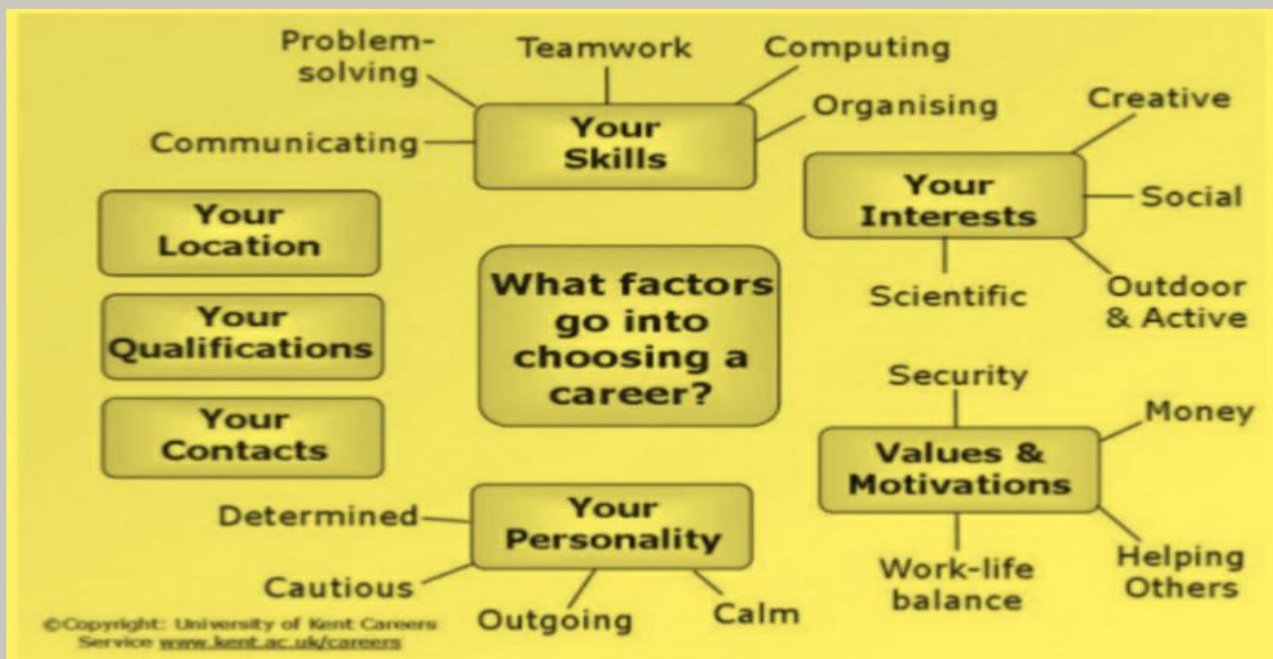 Problem-
solving
Teamwork
Computing
Communicating
Organising
Your
Skills
Creative
Social
Your
Interests
Scientific
Outdoor
& Active
Your
Location
Your
Qualifications
Your
Contacts
What factors
go into
choosing a
career?
Security
Money
Values &
Motivations
Work-life
balance
Helping
Others
Determined
Your
Personality
Cautious
Outgoing
Calm
©Copyright: University of Kent Careers
Service www.kent.ac.uk/careers